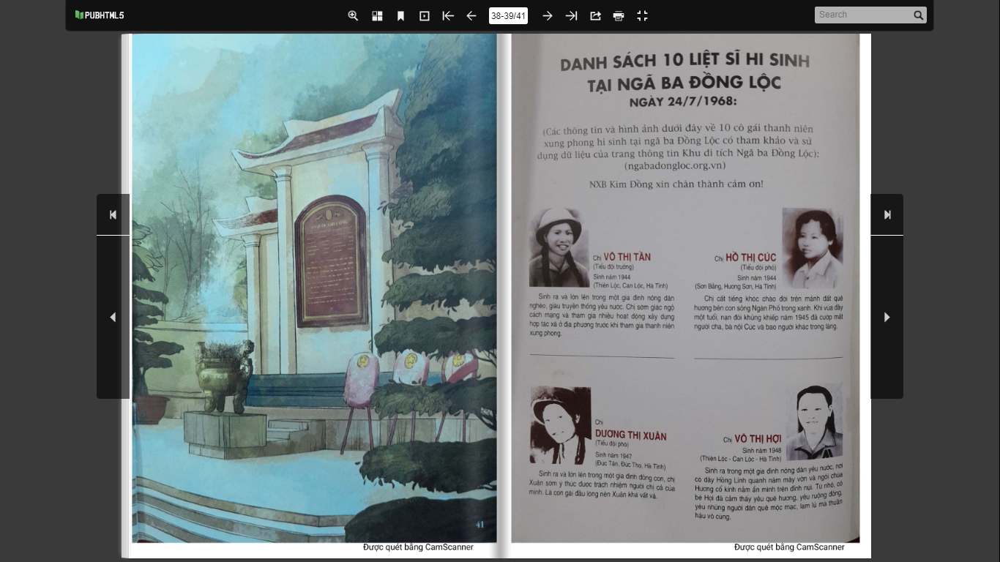 PUBHTML5
38-39/41
Search
41
Được quét bằng CamScanner
DANH SÁCH 10 LIỆT SĨ HI SINH
TẠI NGÃ BA ĐỒNG LỘC
NGÀY 24/7/1968:
(Các thông tin và hình ảnh dưới đây về 10 cô gái thanh niên
xung phong hi sinh tại ngã ba Đồng Lộc có tham khảo và sử
dụng dữ liệu của trang thông tin Khu di tích Ngã ba Đồng Lộc):
(ngabadongloc.org.vn)
NXB Kim Đồng xin chân thành cảm ơn!
Chị VÕ THỊ TẦN
(Tiểu đội trưởng)
Sinh năm 1944
(Thiên Lộc, Can Lộc, Hà Tĩnh)
Sinh ra và lớn lên trong một gia đình nông dân
nghèo, giàu truyền thống yêu nước. Chị sớm giác ngộ
cách mạng và tham gia nhiều hoạt động xây dựng
hợp tác xã ở địa phương trước khi tham gia thanh niên
xung phong.
Chị HỒ THỊ CÚC
(Tiểu đội phó)
Sinh năm 1944
(Sơn Bằng, Hương Sơn, Hà Tĩnh)
Chị cất tiếng khóc chào đời trên mảnh đất quê
hương bên con sông Ngàn Phố trong xanh. Khi vừa đầy
một tuổi, nạn đói khủng khiếp năm 1945 đã cướp mất
người cha, bà nội Cúc và bao người khác trong làng.
Chị
DƯƠNG THỊ XUÂN
(Tiểu đội phó)
Sinh năm 1947
(Đức Tân, Đức Thọ, Hà Tĩnh)
Sinh ra và lớn lên trong một gia đình đông con, chị
Xuân sớm ý thức được trách nhiệm người chị cả của
mình. Là con gái đầu lòng nên Xuân khá vất vả.
Chị VÕ THỊ HỢI
Sinh năm 1948
(Thiên Lộc - Can Lộc - Hà Tĩnh)
Sinh ra trong một gia đình nông dân yêu nước, nơi
có dãy Hồng Lĩnh quanh năm mây vờn và ngôi chùa
Hương cổ kính nằm ẩn mình trên đỉnh núi. Từ nhỏ, cô
bé Hợi đã cảm thấy yêu quê hương, yêu ruộng đồng,
yêu những người dân quê mộc mạc, lam lũ mà thuần
hậu vô cùng.
Được quét bằng CamScanner